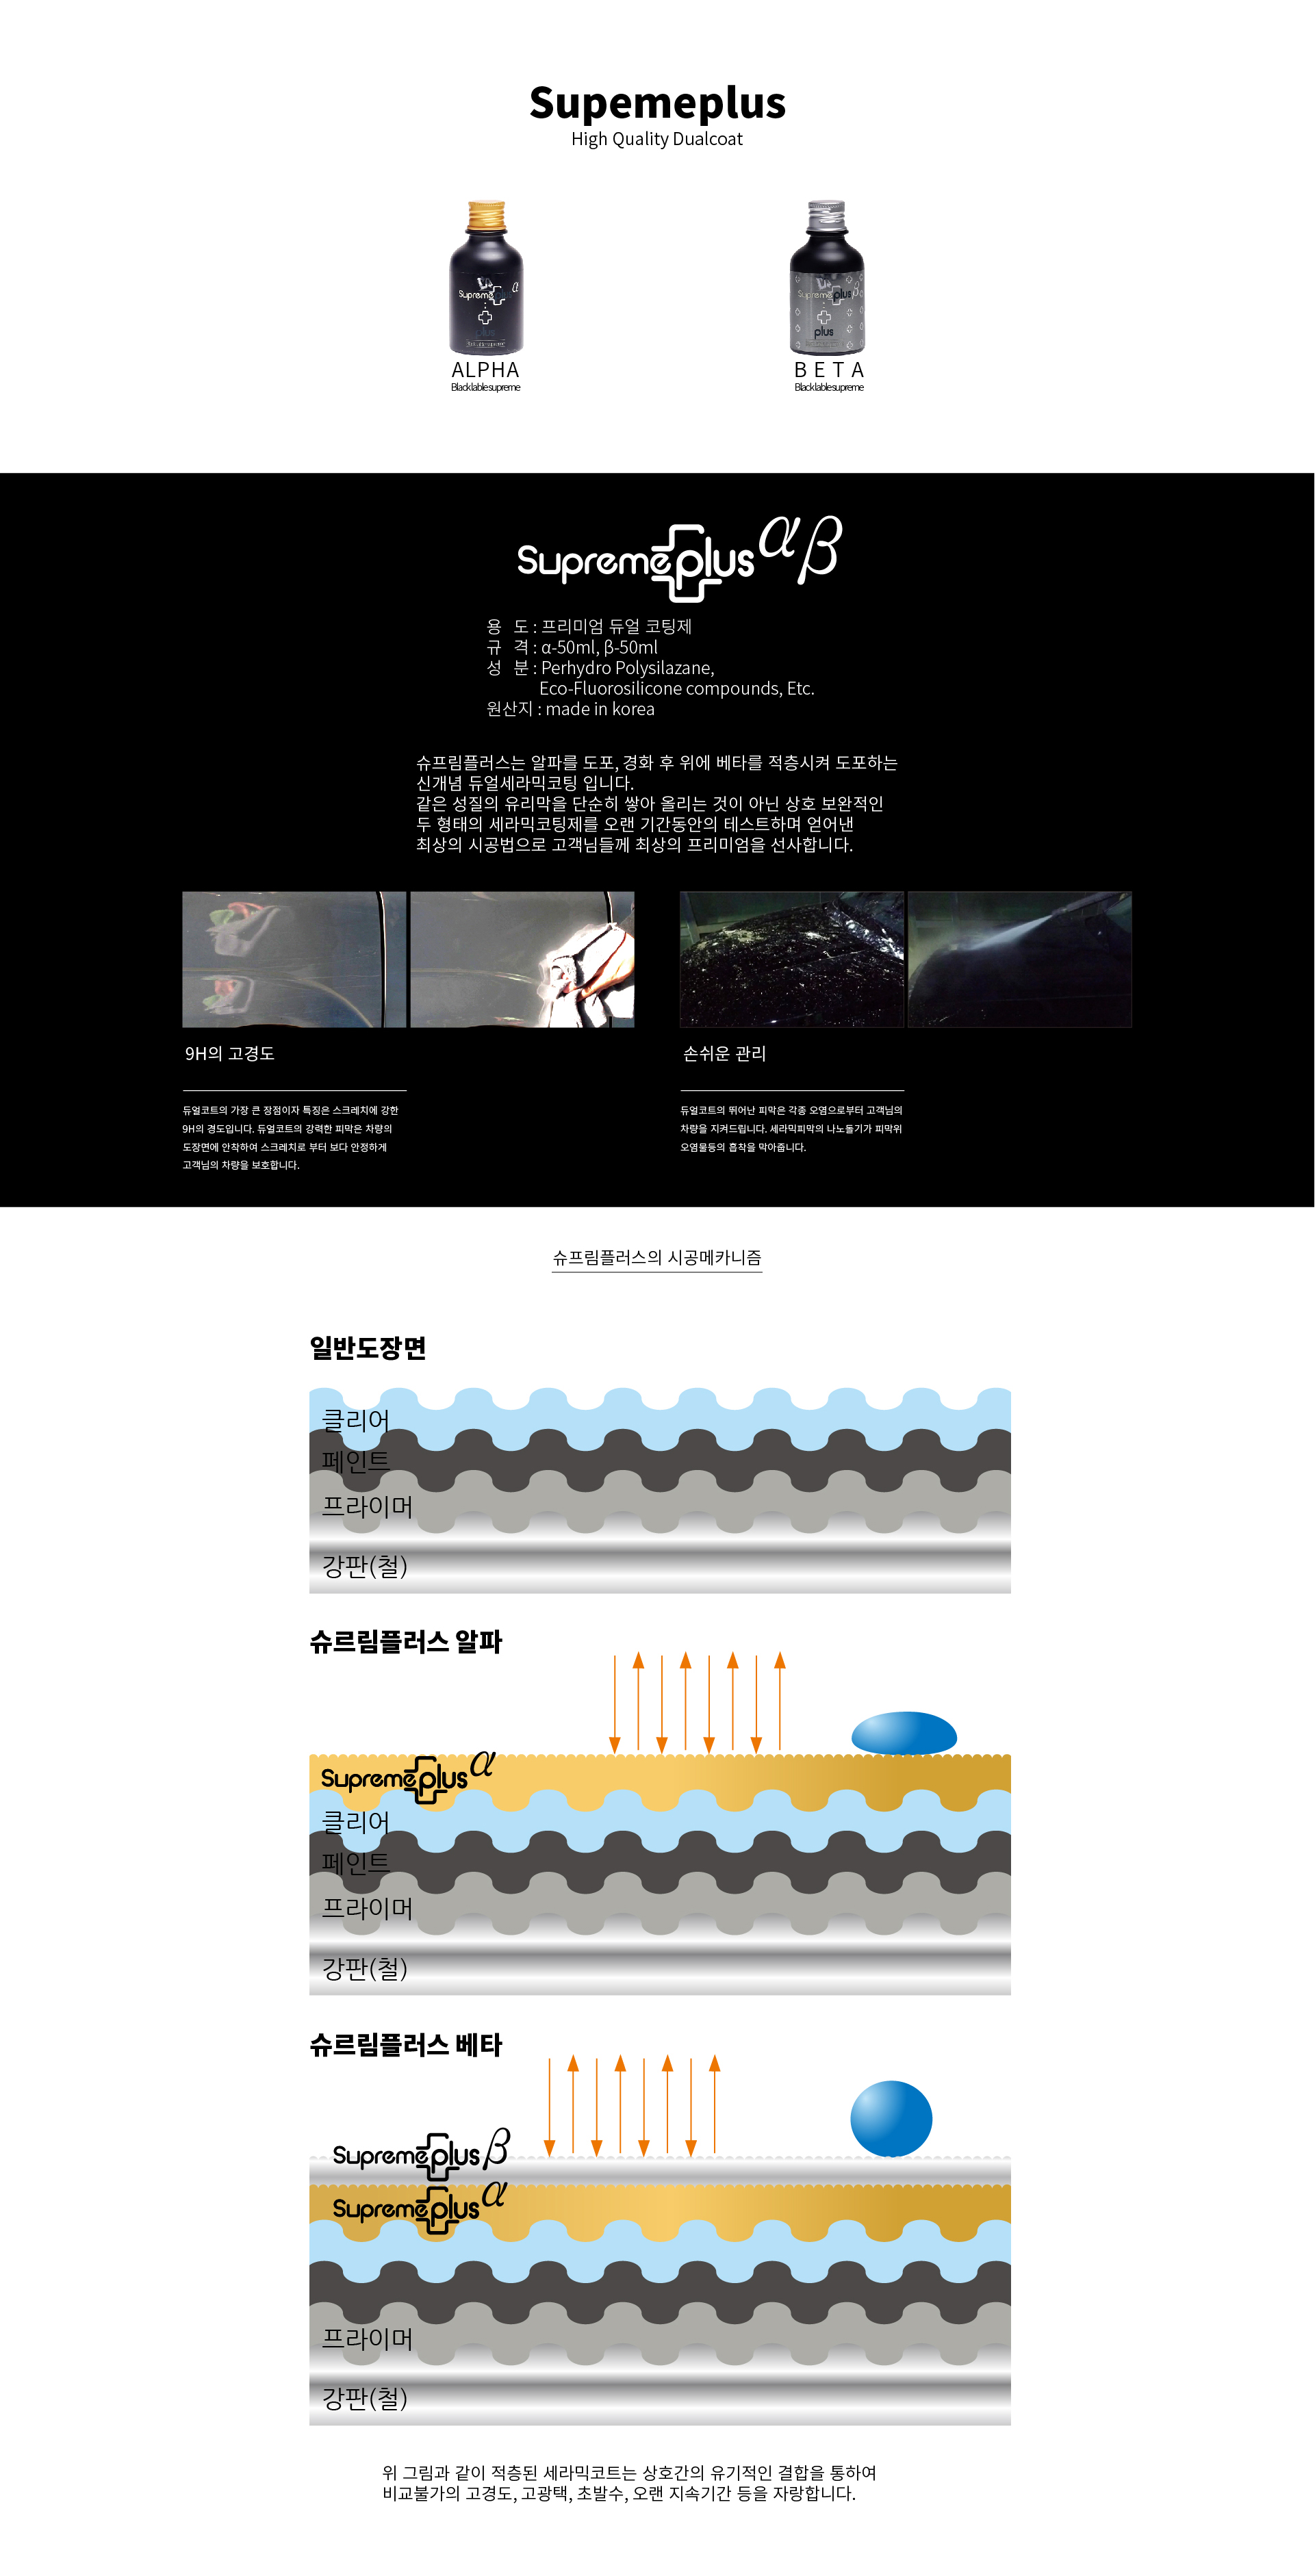 Supemeplus
High Quality Dualcoat
Supremeplus α
plus
Supremeplus β
plus
ALPHA
BETA
Blacklablesupreme
Blacklablesupreme
Supremeplus αβ
용 도 : 프리미엄 듀얼 코팅제
규 격 : α-50ml, β-50ml
성 분 : Perhydro Polysilazane,
Eco-Fluorosilicone compounds, Etc.
원산지 : made in korea
슈프림플러스는 알파를 도포, 경화 후 위에 베타를 적층시켜 도포하는
신개념 듀얼세라믹코팅 입니다.
같은 성질의 유리막을 단순히 쌓아 올리는 것이 아닌 상호 보완적인
두 형태의 세라믹코팅제를 오랜 기간동안의 테스트하며 얻어낸
최상의 시공법으로 고객님들께 최상의 프리미엄을 선사합니다.
9H의 고경도
듀얼코트의 가장 큰 장점이자 특징은 스크레치에 강한
9H의 경도입니다. 듀얼코트의 강력한 피막은 차량의
도장면에 안착하여 스크레치로 부터 보다 안정하게
고객님의 차량을 보호합니다.
손쉬운 관리
듀얼코트의 뛰어난 피막은 각종 오염으로부터 고객님의
차량을 지켜드립니다. 세라믹피막의 나노돌기가 피막위
오염물등의 흡착을 막아줍니다.
슈프림플러스의 시공메카니즘
일반도장면
클리어
페인트
프라이머
강판(철)
슈르림플러스 알파
Supremeplus α
클리어
페인트
프라이머
강판(철)
슈르림플러스 베타
Supremeplus β
Supremeplus α
프라이머
강판(철)
위 그림과 같이 적층된 세라믹코트는 상호간의 유기적인 결합을 통하여
비교불가의 고경도, 고광택, 초발수, 오랜 지속기간 등을 자랑합니다.